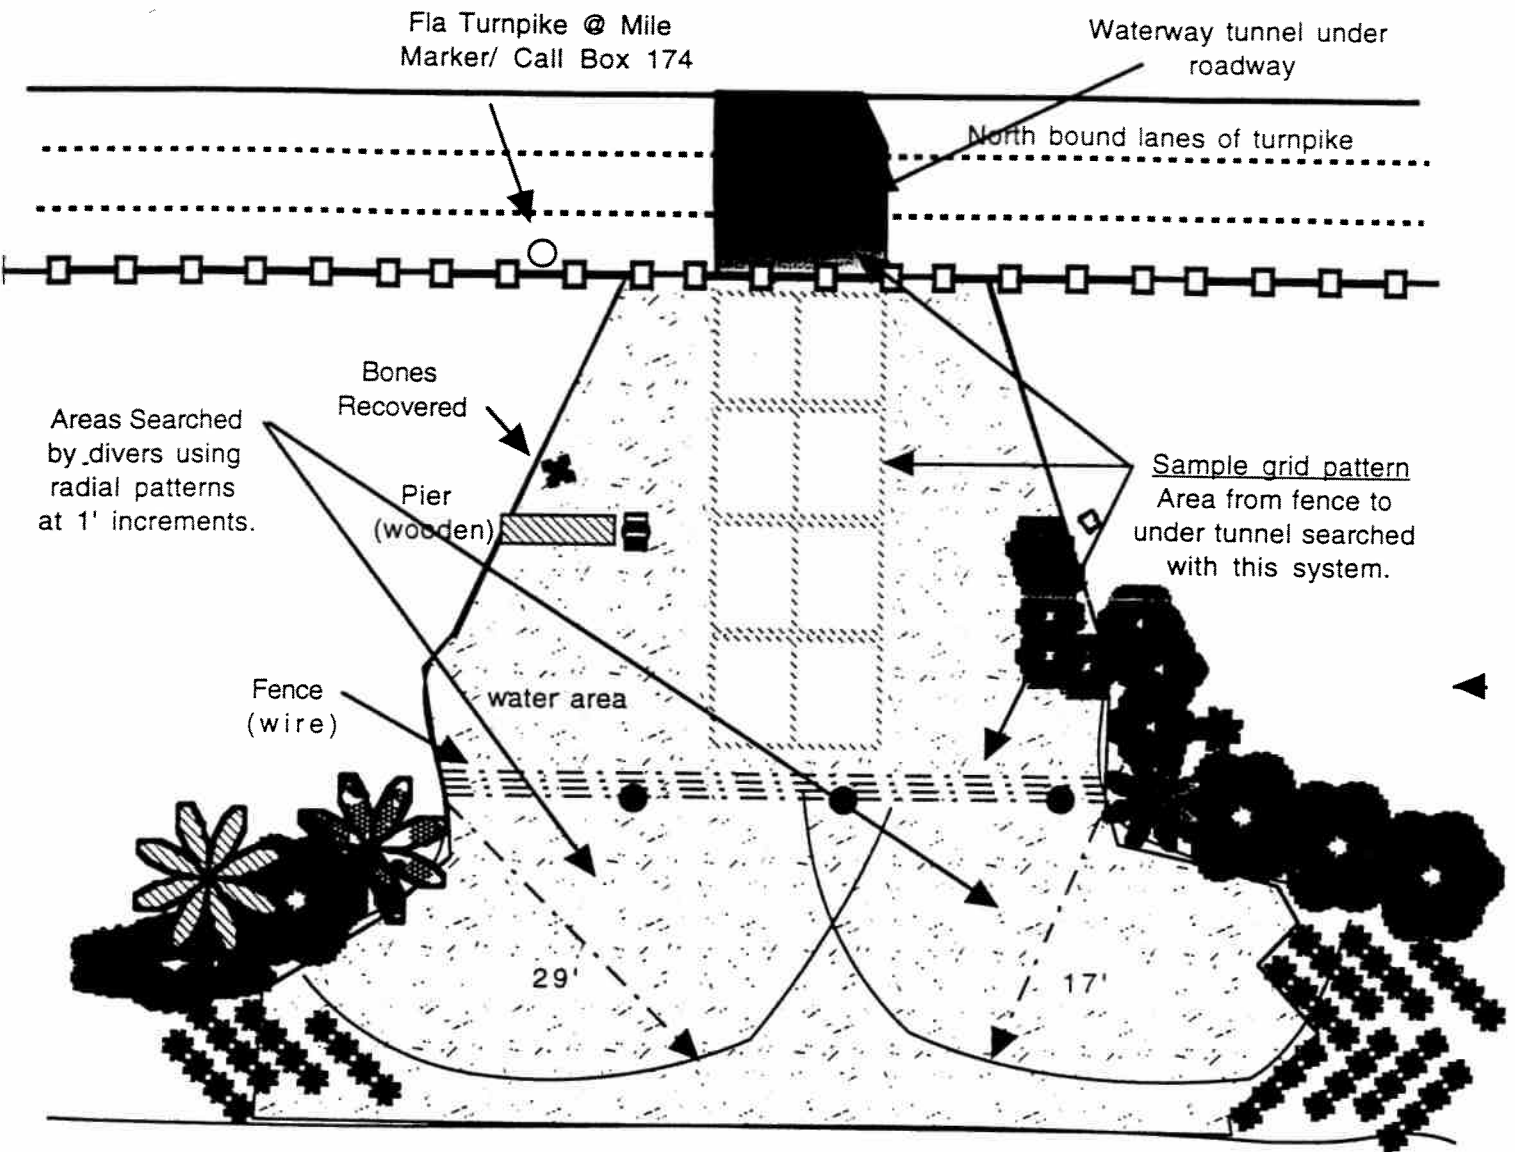 Fla Turnpike @ Mile
Marker/ Call Box 174
Waterway tunnel under
roadway
North bound lanes of turnpike
Bones
Recovered
Areas Searched
by divers using
radial patterns
at 1' increments.
Pier
(wooden)
Sample grid pattern
Area from fence to
under tunnel searched
with this system.
Fence
(wire)
water area
29'
17'